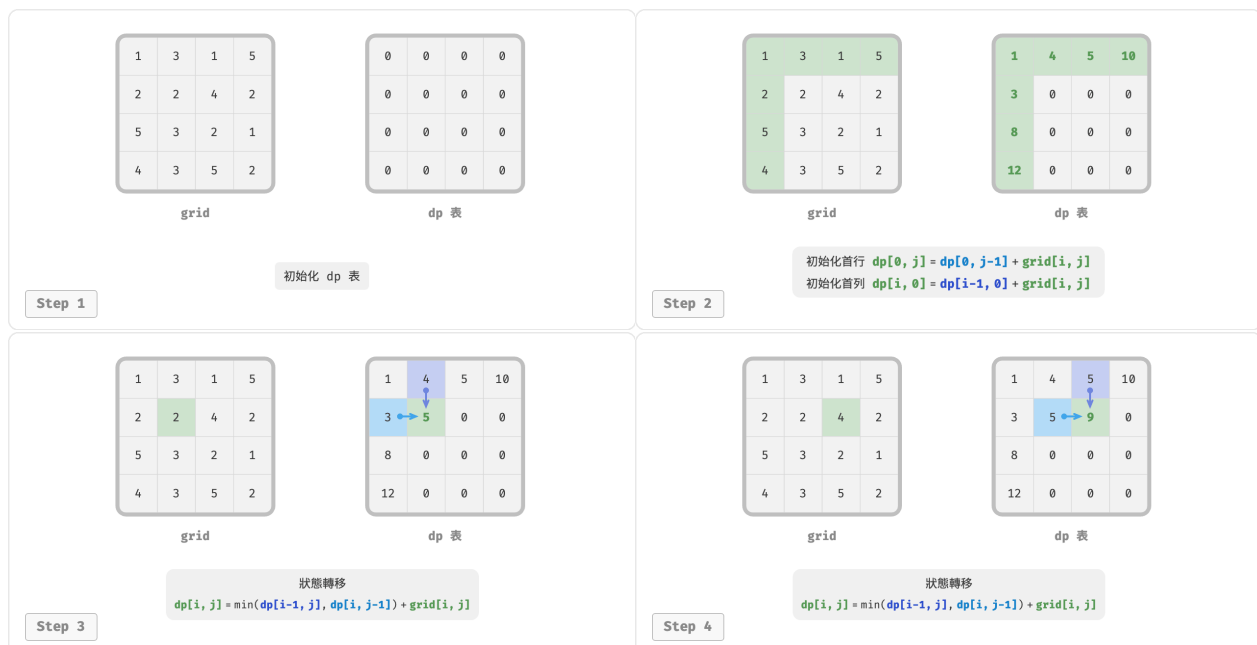 1 3 1 5
2 2 4 2
5 3 2 1
4 3 5 2
grid
0 0 0 0
0 0 0 0
0 0 0 0
0 0 0 0
dp 表
初始化 dp 表
Step 1
1 3 1 5
2 2 4 2
5 3 2 1
4 3 5 2
grid
1 4 5 10
3 0 0 0
8 0 0 0
12 0 0 0
dp 表
初始化首行 dp[0, j] = dp[0, j-1] + grid[i, j]
初始化首列 dp[i, 0] = dp[i-1, 0] + grid[i, j]
Step 2
1 3 1 5
2 2 4 2
5 3 2 1
4 3 5 2
grid
1 4 5 10
3 5 0 0
8 0 0 0
12 0 0 0
dp 表
狀態轉移
dp[i, j] = min(dp[i-1, j], dp[i, j-1]) + grid[i, j]
Step 3
1 3 1 5
2 2 4 2
5 3 2 1
4 3 5 2
grid
1 4 5 10
3 5 9 0
8 0 0 0
12 0 0 0
dp 表
狀態轉移
dp[i, j] = min(dp[i-1, j], dp[i, j-1]) + grid[i, j]
Step 4